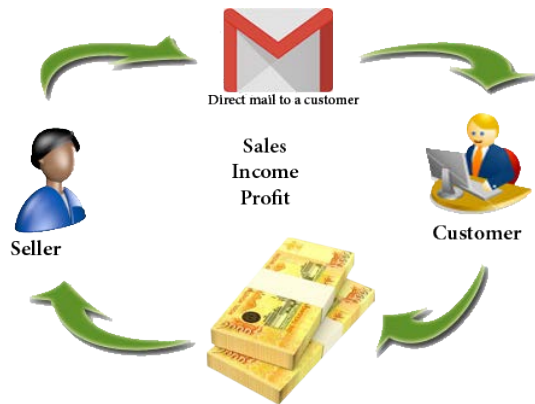 Direct mail to a customer
Sales
Income
Profit
Seller
Customer